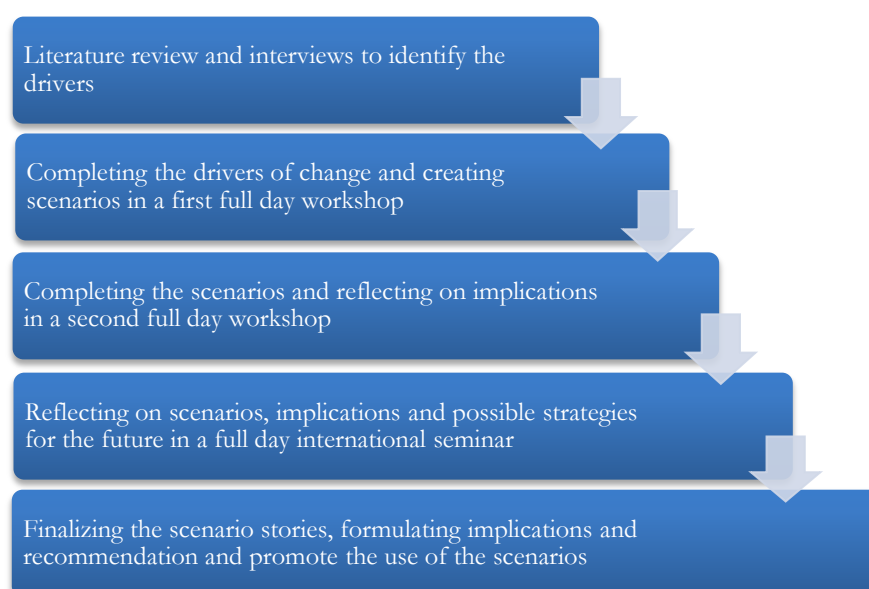 Literature review and interviews to identify the
drivers
Completing the drivers of change and creating
scenarios in a first full day workshop
Completing the scenarios and reflecting on implications
in a second full day workshop
Reflecting on scenarios, implications and possible strategies
for the future in a full day international seminar
Finalizing the scenario stories, formulating implications and
recommendation and promote the use of the scenarios